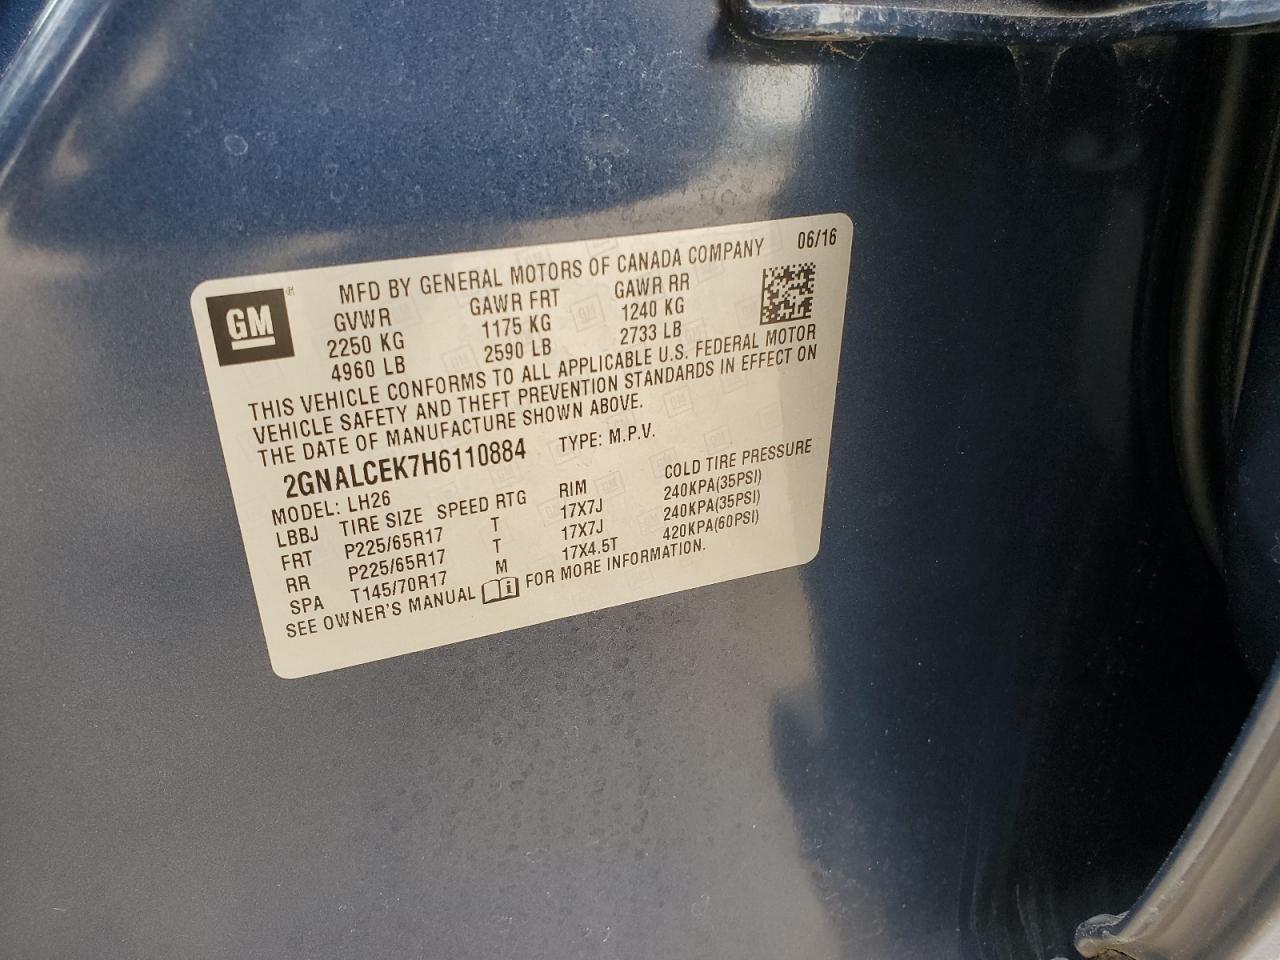 06/16
GM
MFD BY GENERAL MOTORS OF CANADA COMPANY
GVWR GAWR FRT GAWR RR
2250 KG 1175 KG 1240 KG
4960 LB 2590 LB 2733 LB
THIS VEHICLE CONFORMS TO ALL APPLICABLE U.S. FEDERAL MOTOR
VEHICLE SAFETY AND THEFT PREVENTION STANDARDS IN EFFECT ON
THE DATE OF MANUFACTURE SHOWN ABOVE.
2GNALCEK7H6110884 TYPE: M.P.V.
MODEL: LH26
LBBJ TIRE SIZE SPEED RTG RIM COLD TIRE PRESSURE
FRT P225/65R17 T 17X7J 240KPA(35PSI)
RR P225/65R17 T 17X7J 240KPA(35PSI)
SPA T145/70R17 M 17X4.5T 420KPA(60PSI)
SEE OWNER'S MANUAL i FOR MORE INFORMATION.